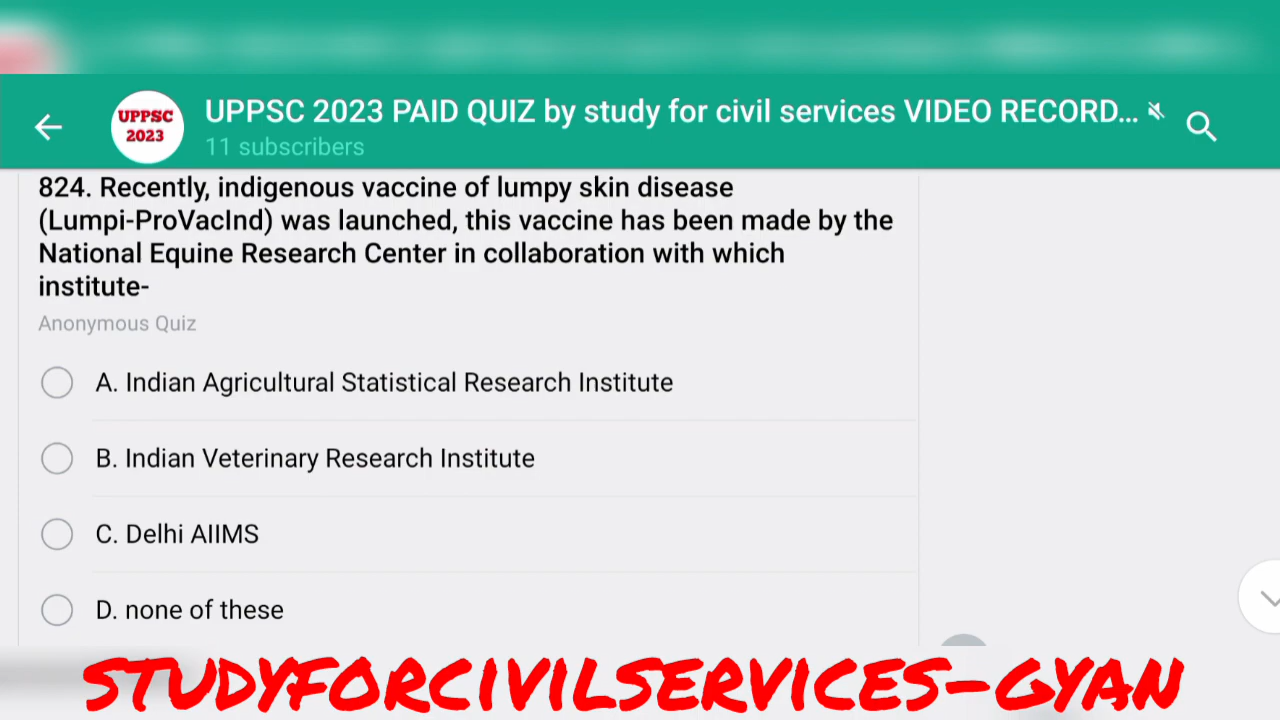 UPPSC
2023
UPPSC 2023 PAID QUIZ by study for civil services VIDEO RECORD...
11 subscribers
824. Recently, indigenous vaccine of lumpy skin disease
(Lumpi-ProVacInd) was launched, this vaccine has been made by the
National Equine Research Center in collaboration with which
institute-
Anonymous Quiz
A. Indian Agricultural Statistical Research Institute
B. Indian Veterinary Research Institute
C. Delhi AIIMS
D. none of these
STUDYFORCIVILSERVICES-GYAN